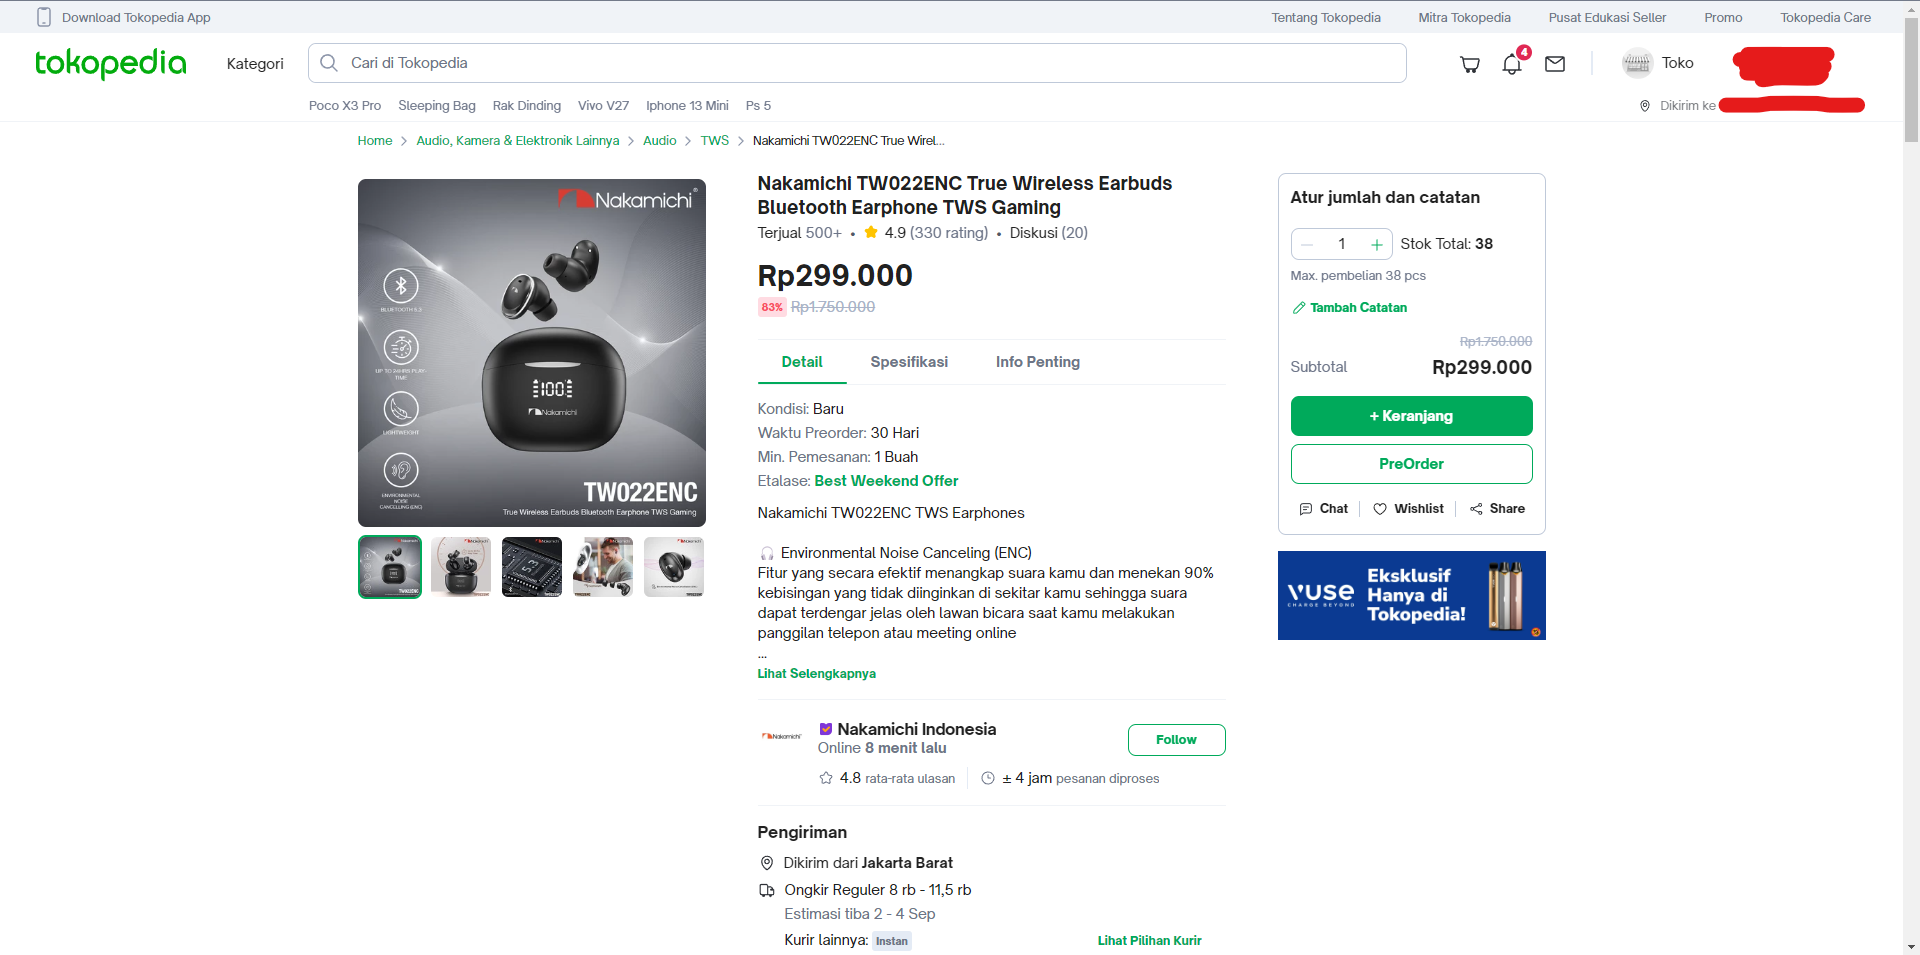 Download Tokopedia App
Tentang Tokopedia
Mitra Tokopedia
Pusat Edukasi Seller
Promo
Tokopedia Care
tokopedia
Kategori
Cari di Tokopedia
4
Toko
Poco X3 Pro
Sleeping Bag
Rak Dinding
Vivo V27
Iphone 13 Mini
Ps 5
Dikirim ke
Home
Audio, Kamera & Elektronik Lainnya
Audio
TWS
Nakamichi TW022ENC True Wirel...
Nakamichi®
BLUETOOTH 5.3
UP TO 24HRS PLAY-
TIME
LIGHTWEIGHT
ENVIRONMENTAL
NOISE
CANCELLING (ENC)
100
Nakamichi
TW022ENC
True Wireless Earbuds Bluetooth Earphone TWS Gaming
5.3
Nakamichi TW022ENC True Wireless Earbuds
Bluetooth Earphone TWS Gaming
Terjual 500+ • 4.9 (330 rating) • Diskusi (20)
Rp299.000
83% Rp1.750.000
Detail
Spesifikasi
Info Penting
Kondisi: Baru
Waktu Preorder: 30 Hari
Min. Pemesanan: 1 Buah
Etalase: Best Weekend Offer
Nakamichi TW022ENC TWS Earphones
🎧 Environmental Noise Canceling (ENC)
Fitur yang secara efektif menangkap suara kamu dan menekan 90%
kebisingan yang tidak diinginkan di sekitar kamu sehingga suara
dapat terdengar jelas oleh lawan bicara saat kamu melakukan
panggilan telepon atau meeting online
...
Lihat Selengkapnya
Nakamichi
Nakamichi Indonesia
Online 8 menit lalu
Follow
4.8 rata-rata ulasan
± 4 jam pesanan diproses
Pengiriman
Dikirim dari Jakarta Barat
Ongkir Reguler 8 rb - 11,5 rb
Estimasi tiba 2 - 4 Sep
Kurir lainnya: Instan
Lihat Pilihan Kurir
Atur jumlah dan catatan
1
Stok Total: 38
Max. pembelian 38 pcs
Tambah Catatan
Rp1.750.000
Subtotal
Rp299.000
+ Keranjang
PreOrder
Chat
Wishlist
Share
VUSE
CHARGE BEYOND
Eksklusif
Hanya di
Tokopedia!